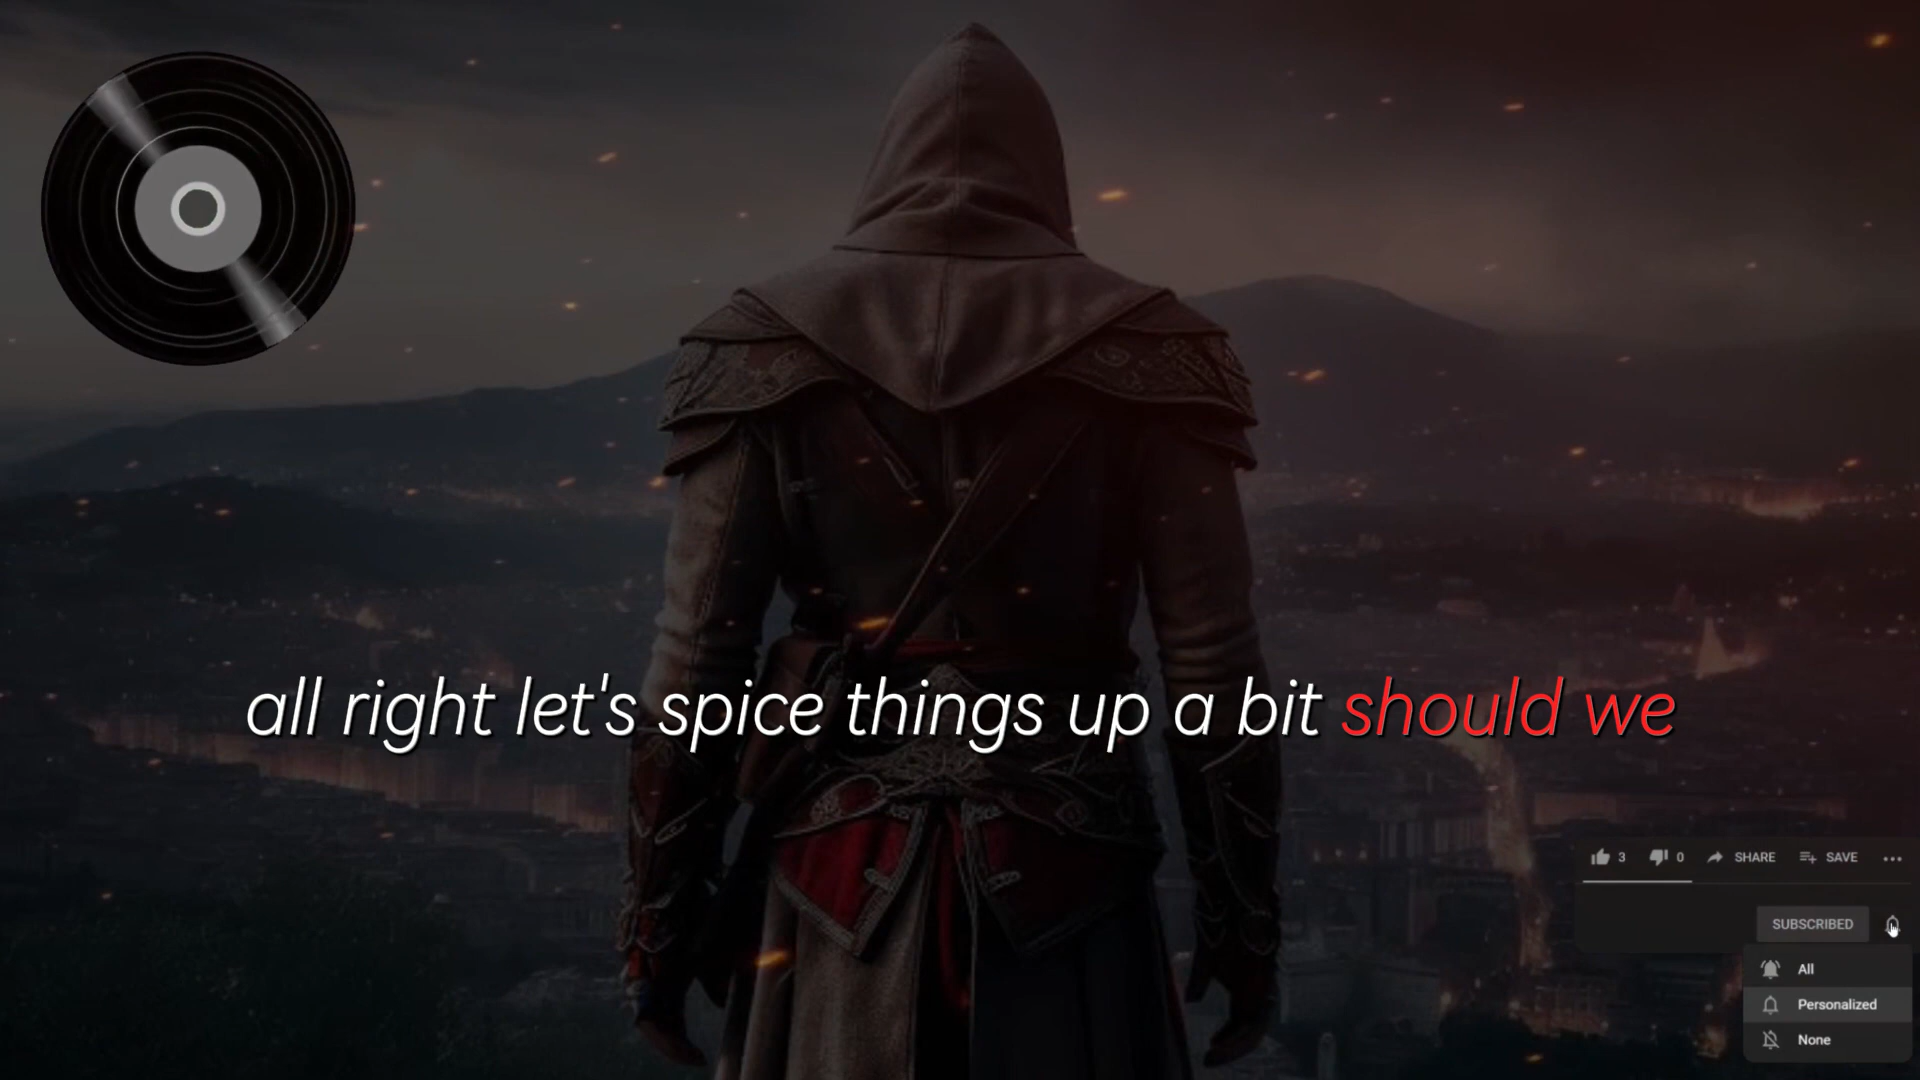 all right let's spice things up a bit should we
3 0 SHARE SAVE
SUBSCRIBED
All
Personalized
None